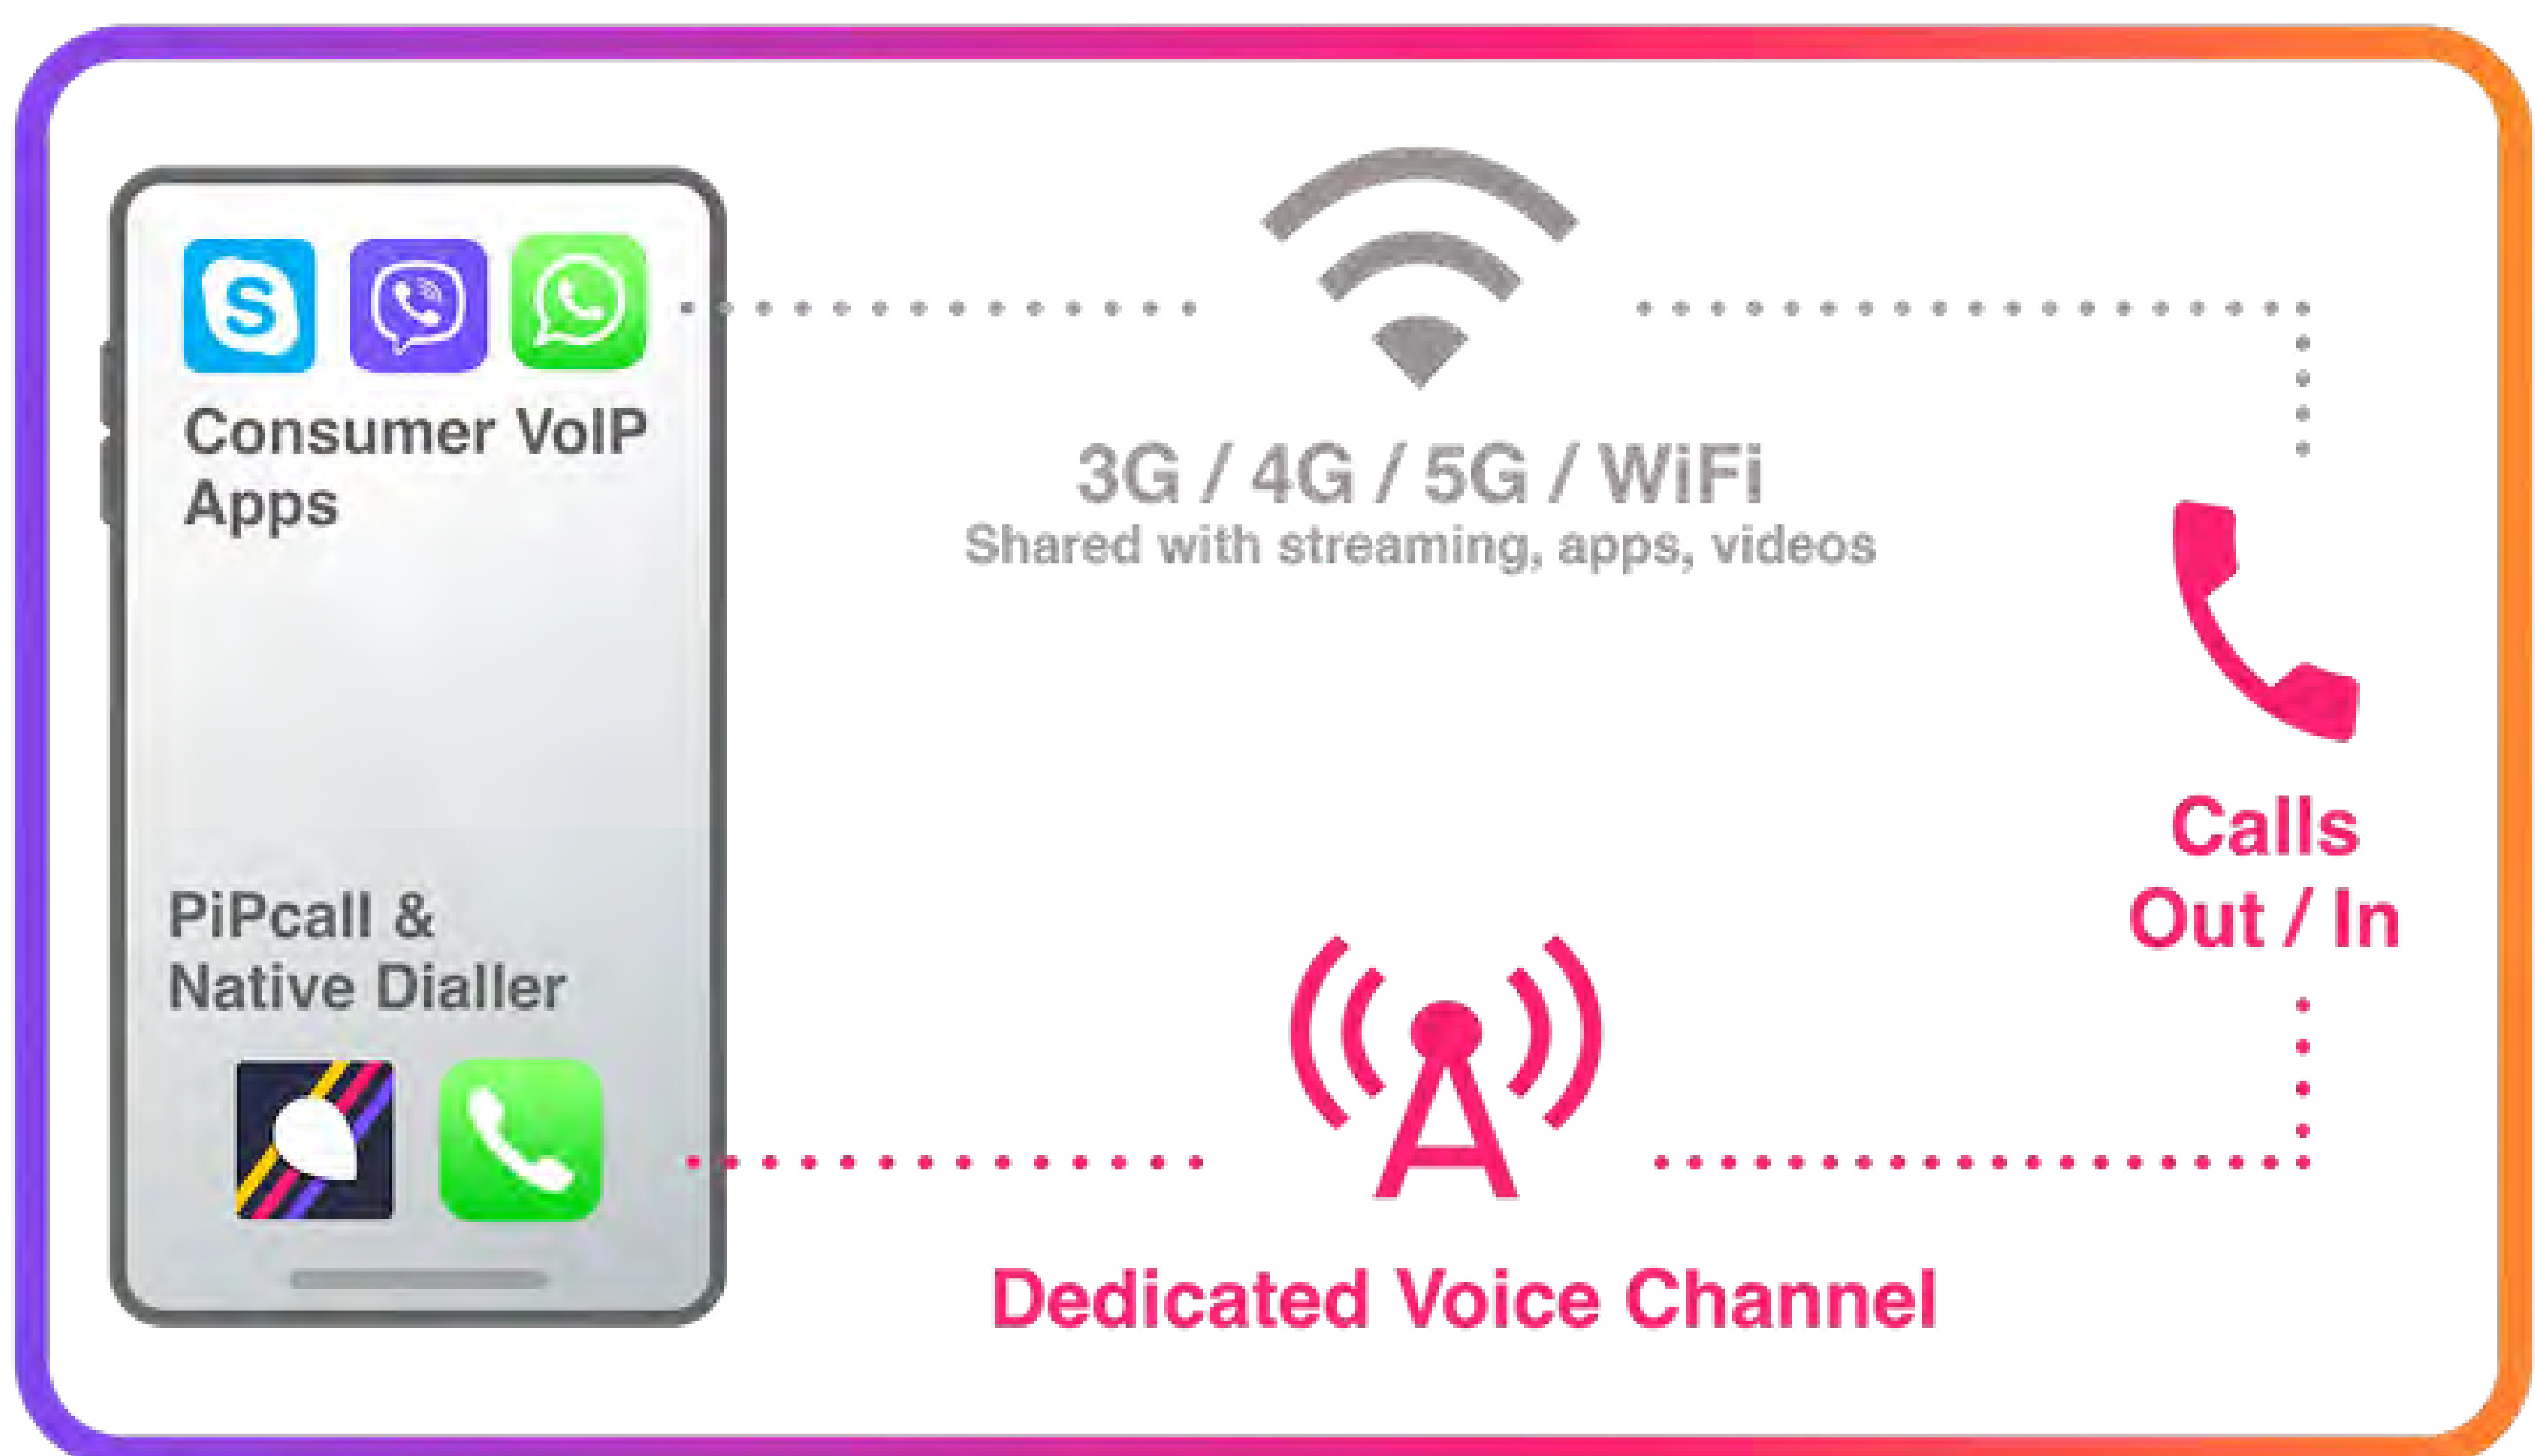 S
Consumer VoIP
Apps
3G / 4G / 5G / WiFi
Shared with streaming, apps, videos
Calls
Out / In
PiPcall &
Native Dialler
Dedicated Voice Channel